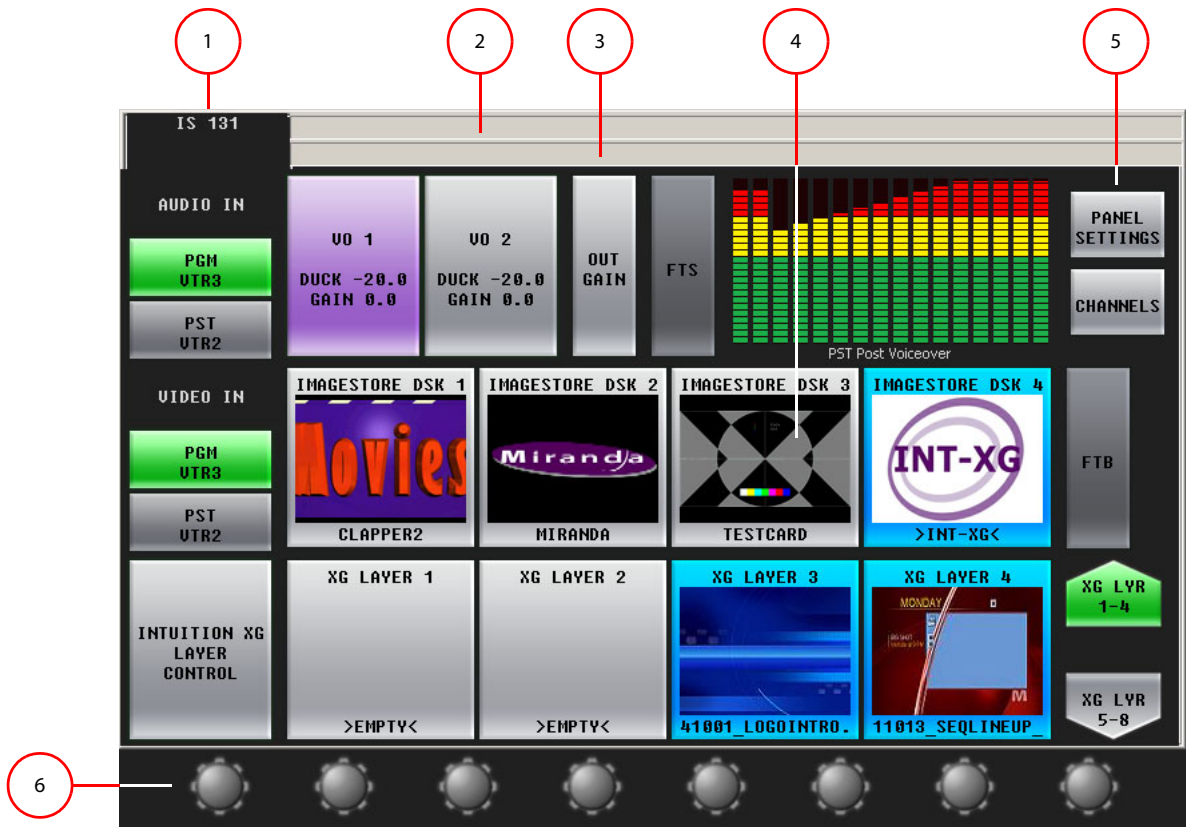 1
2
3
4
5
IS 131
AUDIO IN
PGM
VTR3
PST
VTR2
VO 1
DUCK -20.0
GAIN 0.0
VO 2
DUCK -20.0
GAIN 0.0
OUT
GAIN
FTS
PST Post Voiceover
PANEL
SETTINGS
CHANNELS
VIDEO IN
PGM
VTR3
PST
VTR2
IMAGESTORE DSK 1
Movies
CLAPPER2
IMAGESTORE DSK 2
Miranda
MIRANDA
IMAGESTORE DSK 3
TESTCARD
IMAGESTORE DSK 4
INT-XG
>INT-XG<
FTB
INTUITION XG
LAYER
CONTROL
XG LAYER 1
>EMPTY<
XG LAYER 2
>EMPTY<
XG LAYER 3
41001_LOGOINTRO.
XG LAYER 4
MONDAY
M
11013_SEQLINEUP_
XG LYR
1-4
XG LYR
5-8
6